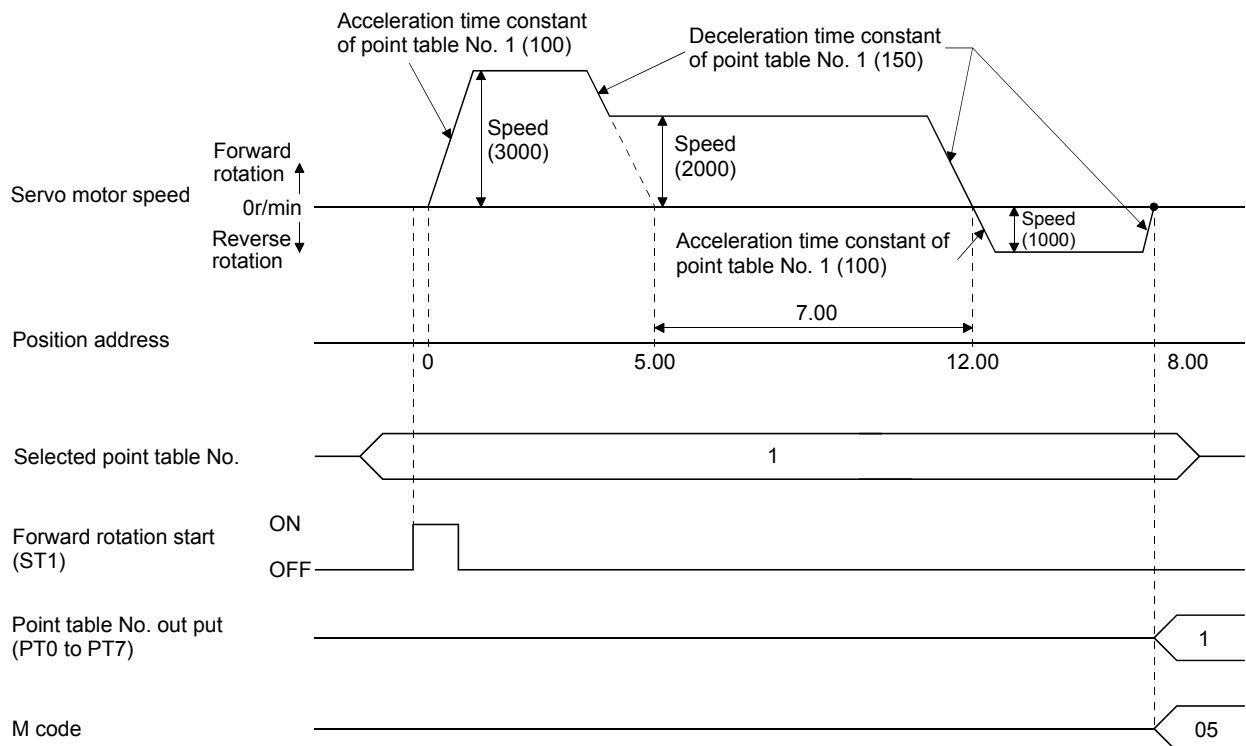 Acceleration time constant
of point table No. 1 (100)
Deceleration time constant
of point table No. 1 (150)
Speed
(3000)
Speed
(2000)
Forward
rotation
Servo motor speed
0r/min
Reverse
rotation
Speed
(1000)
Acceleration time constant of
point table No. 1 (100)
7.00
Position address
0
5.00
12.00
8.00
Selected point table No.
1
Forward rotation start
(ST1)
ON
OFF
Point table No. out put
(PT0 to PT7)
1
M code
05